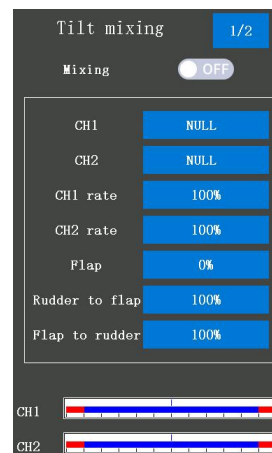 Tilt mixing 1/2
Mixing OFF
CH1 NULL
CH2 NULL
CH1 rate 100%
CH2 rate 100%
Flap 0%
Rudder to flap 100%
Flap to rudder 100%
CH1
CH2